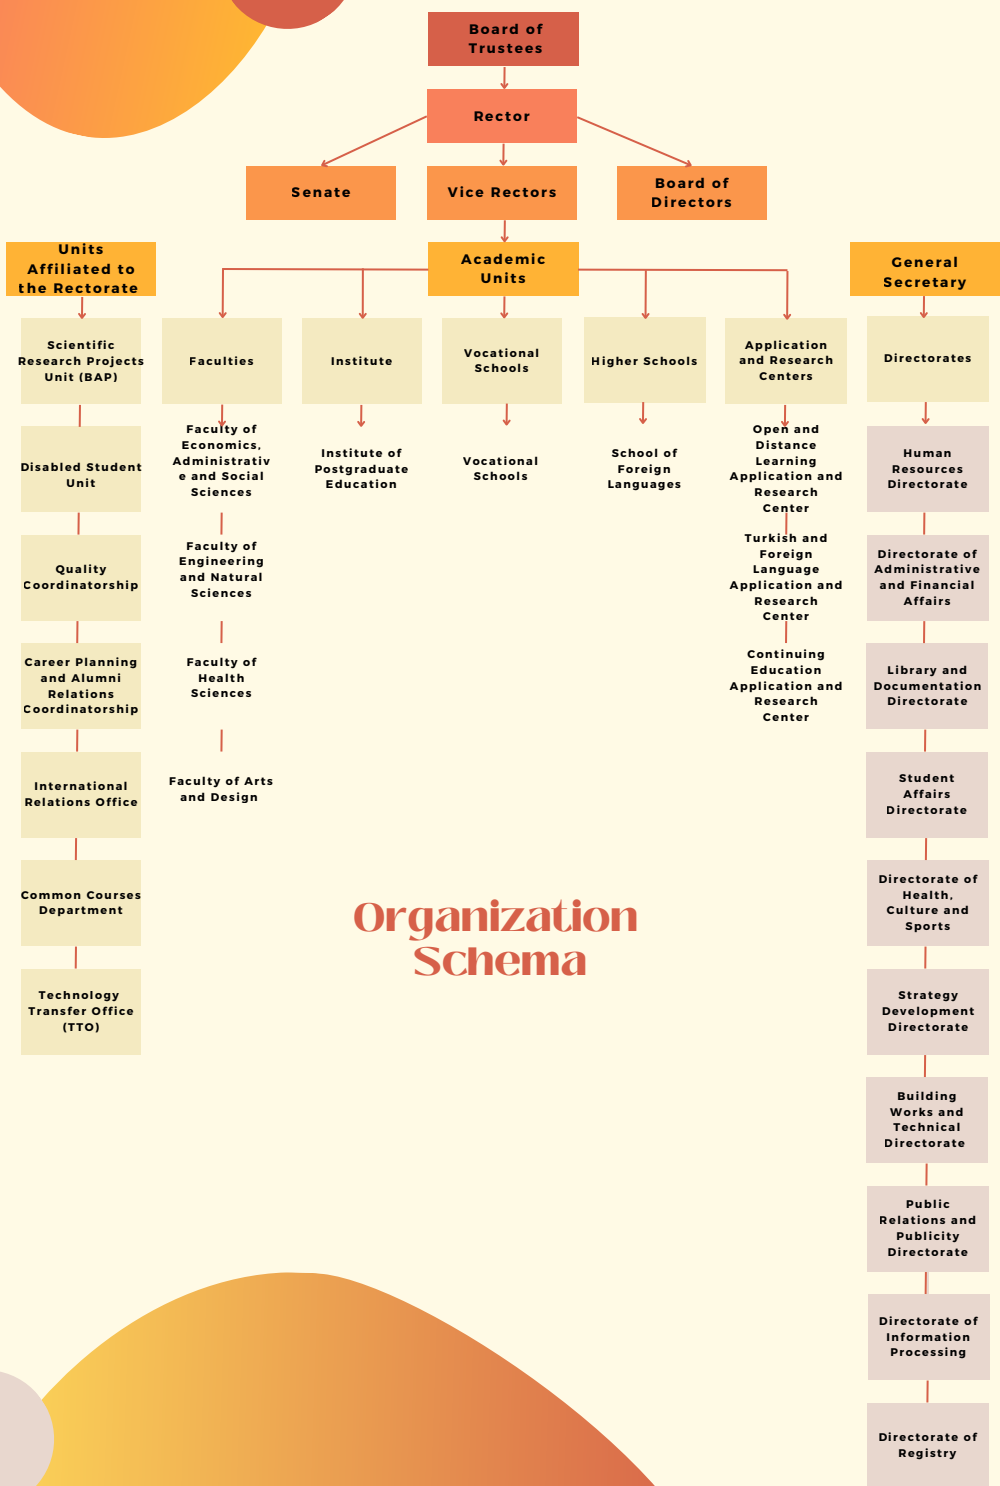 Board of
Trustees
Rector
Senate
Vice Rectors
Board of
Directors
Units
Affiliated to
the Rectorate
Academic
Units
General
Secretary
Scientific
Research Projects
Unit (BAP)
Faculties
Institute
Vocational
Schools
Higher Schools
Application
and Research
Centers
Directorates
Disabled Student
Unit
Quality
Coordinatorship
Career Planning
and Alumni
Relations
Coordinatorship
International
Relations Office
Common Courses
Department
Technology
Transfer Office
(TTO)
Faculty of
Economics,
Administrativ
e and Social
Sciences
Faculty of
Engineering
and Natural
Sciences
Faculty of
Health
Sciences
Faculty of Arts
and Design
Institute of
Postgraduate
Education
Vocational
Schools
School of
Foreign
Languages
Open and
Distance
Learning
Application and
Research
Center
Turkish and
Foreign
Language
Application and
Research
Center
Continuing
Education
Application and
Research
Center
Human
Resources
Directorate
Directorate of
Administrative
and Financial
Affairs
Library and
Documentation
Directorate
Student
Affairs
Directorate
Directorate of
Health,
Culture and
Sports
Strategy
Development
Directorate
Building
Works and
Technical
Directorate
Public
Relations and
Publicity
Directorate
Directorate of
Information
Processing
Directorate of
Registry
Organization
Schema